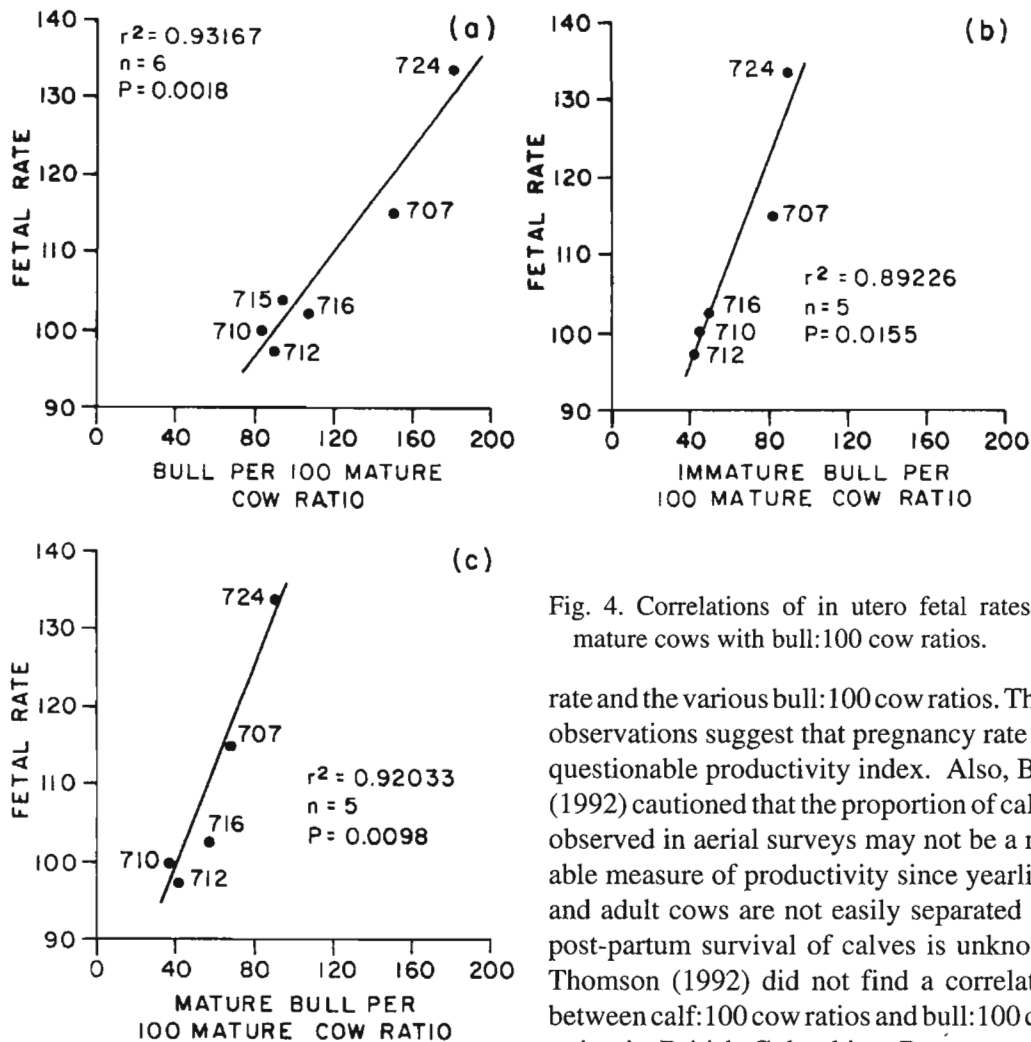 140
130
120
110
100
90
FETAL RATE
(a)
r² = 0.93167
n = 6
P = 0.0018
724
707
715
716
710
712
0 40 80 120 160 200
BULL PER 100 MATURE
COW RATIO
140
130
120
110
100
90
FETAL RATE
(b)
724
707
716
710
712
r² = 0.89226
n = 5
P = 0.0155
0 40 80 120 160 200
IMMATURE BULL PER
100 MATURE COW RATIO
140
130
120
110
100
90
FETAL RATE
(c)
724
707
716
710
712
r² = 0.92033
n = 5
P = 0.0098
0 40 80 120 160 200
MATURE BULL PER
100 MATURE COW RATIO
Fig. 4. Correlations of in utero fetal rates
mature cows with bull:100 cow ratios.
rate and the various bull:100 cow ratios. Th
observations suggest that pregnancy rate
questionable productivity index. Also, B
(1992) cautioned that the proportion of cal
observed in aerial surveys may not be a r
able measure of productivity since yearli
and adult cows are not easily separated
post-partum survival of calves is unkno
Thomson (1992) did not find a correlat
between calf:100 cow ratios and bull:100 c